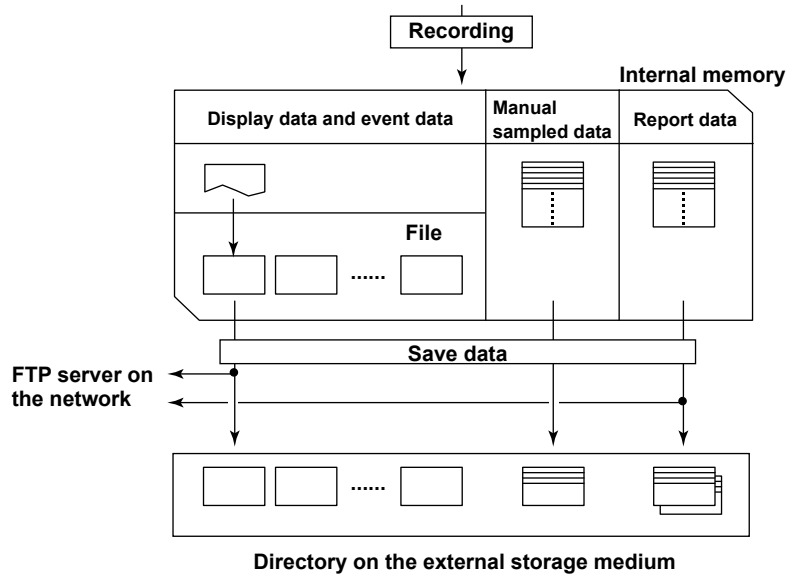 Recording
Internal memory
Display data and event data
Manual
sampled data
Report data
File
......
Save data
FTP server on
the network
......
Directory on the external storage medium